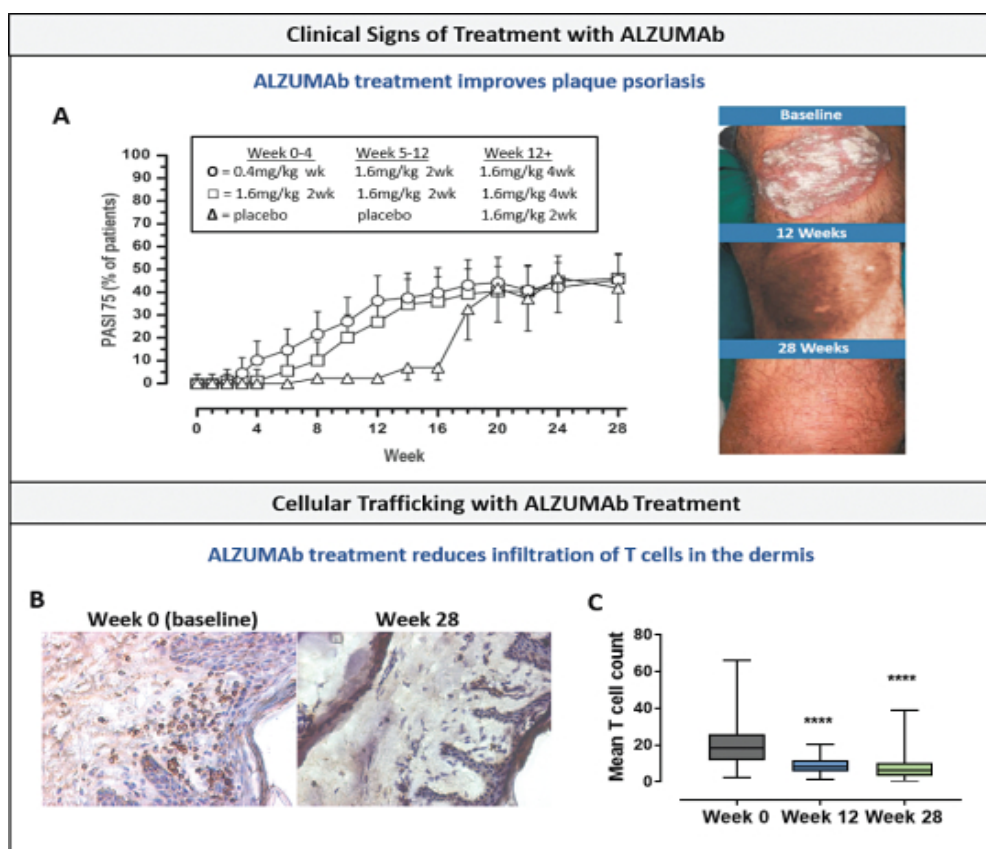 Clinical Signs of Treatment with ALZUMAb
ALZUMAb treatment improves plaque psoriasis
A
Week 0-4 Week 5-12 Week 12+
= 0.4mg/kg wk 1.6mg/kg 2wk 1.6mg/kg 4wk
= 1.6mg/kg 2wk 1.6mg/kg 2wk 1.6mg/kg 4wk
Δ = placebo placebo 1.6mg/kg 2wk
PASI 75 (% of patients)
100
90
80
70
60
50
40
30
20
10
0
0 4 8 12 16 20 24 28
Week
Baseline
12 Weeks
28 Weeks
Cellular Trafficking with ALZUMAb Treatment
ALZUMAb treatment reduces infiltration of T cells in the dermis
B
Week 0 (baseline) Week 28
C
Mean T cell count
80
60
40
20
0
**** ****
Week 0 Week 12 Week 28